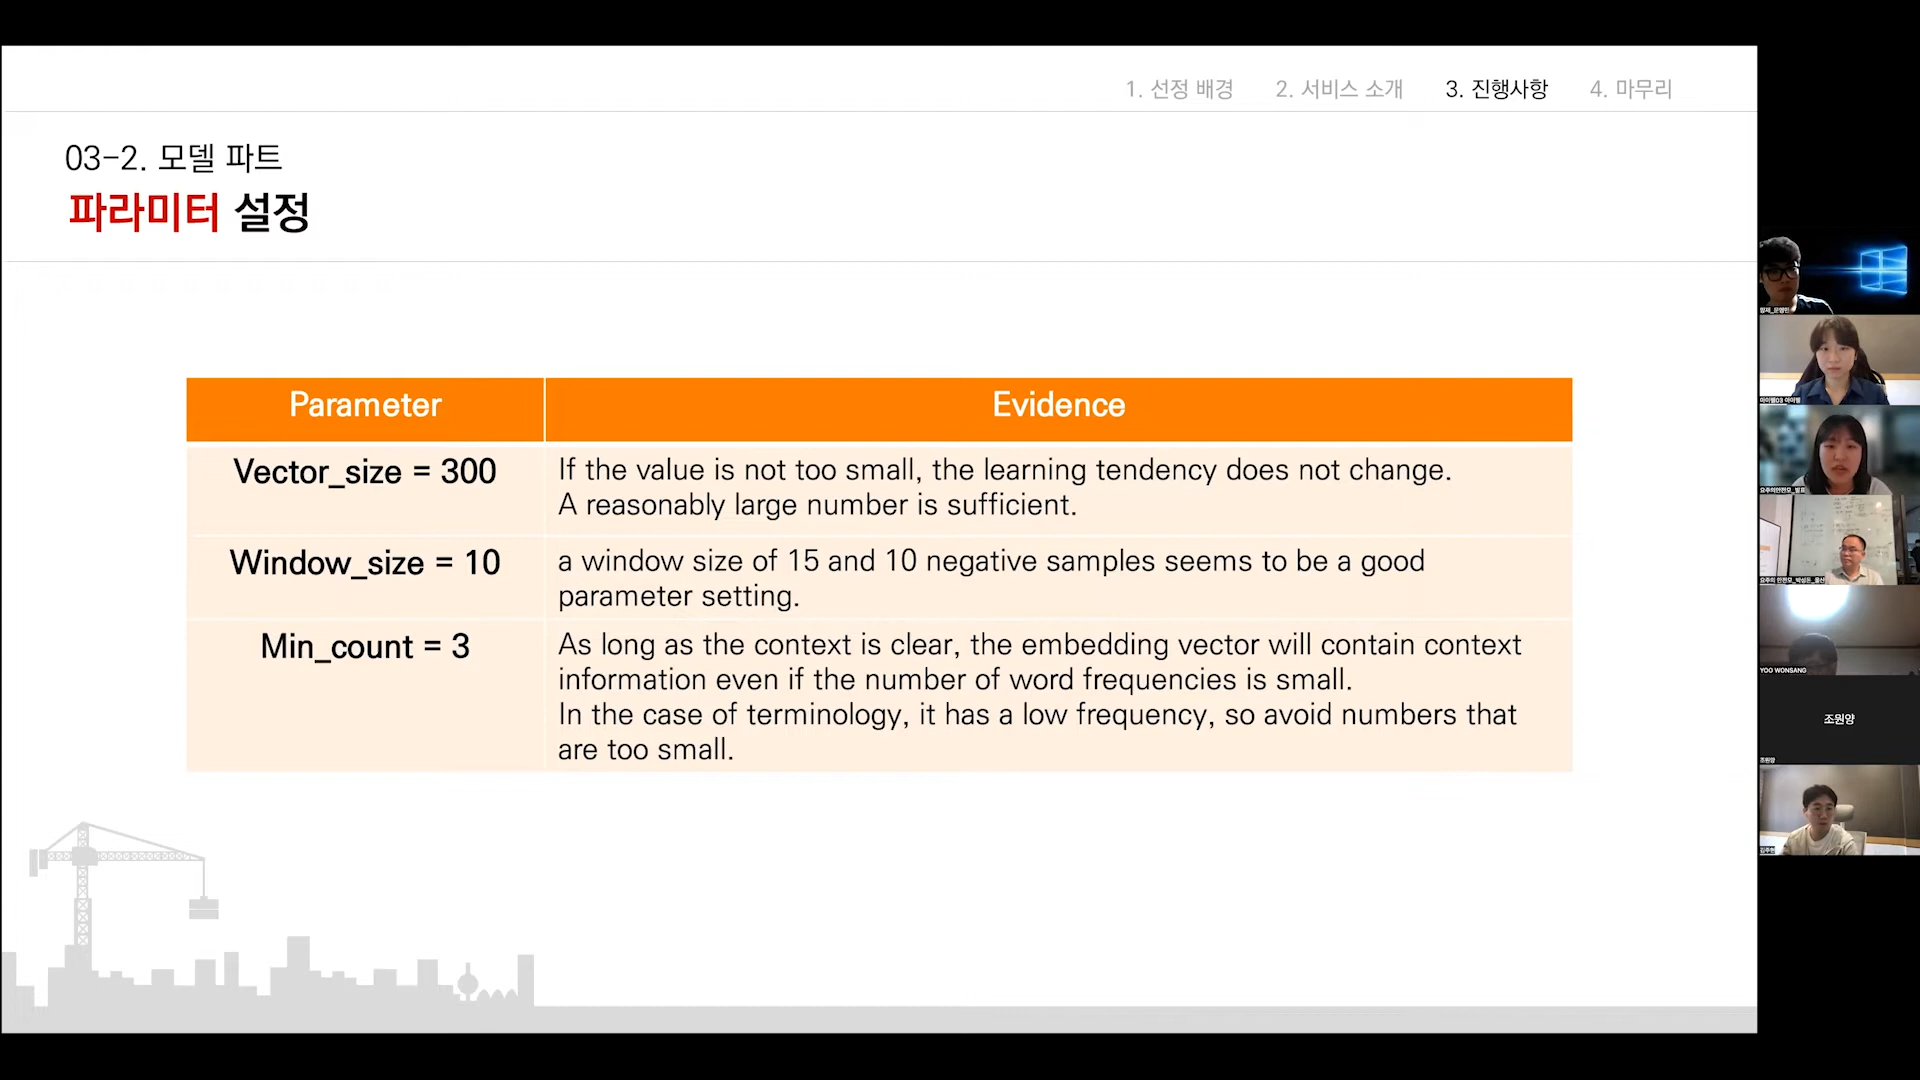 1. 선정 배경
2. 서비스 소개
3. 진행사항
4. 마무리
03-2. 모델 파트
파라미터 설정
Parameter
Evidence
Vector_size = 300
If the value is not too small, the learning tendency does not change.
A reasonably large number is sufficient.
Window_size = 10
a window size of 15 and 10 negative samples seems to be a good
parameter setting.
Min_count = 3
As long as the context is clear, the embedding vector will contain context
information even if the number of word frequencies is small.
In the case of terminology, it has a low frequency, so avoid numbers that
are too small.
YOO WONSANG
조원양
조원양